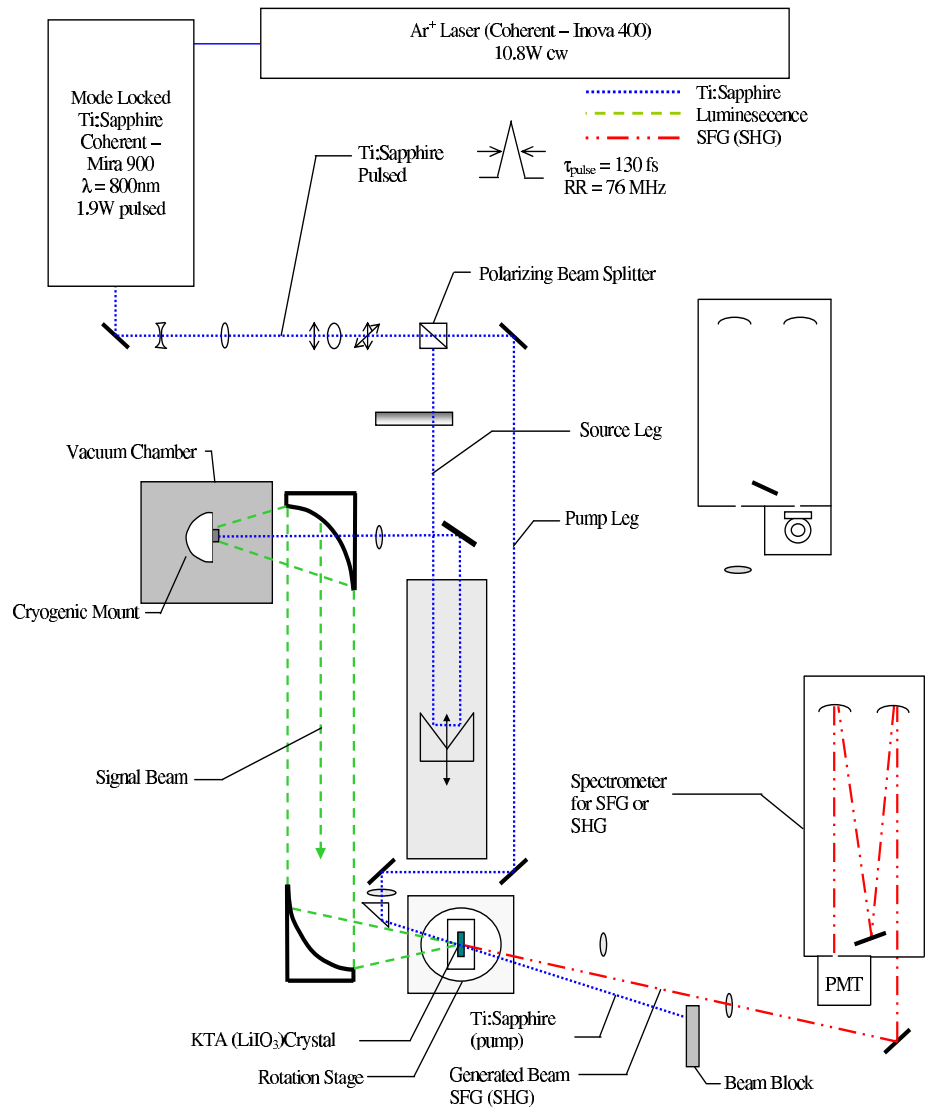 Ar⁺ Laser (Coherent – Inova 400)
10.8W cw
Mode Locked
Ti:Sapphire
Coherent –
Mira 900
λ = 800nm
1.9W pulsed
Ti:Sapphire
Luminesecence
SFG (SHG)
Ti:Sapphire
Pulsed
τpulse = 130 fs
RR = 76 MHz
Polarizing Beam Splitter
Source Leg
Vacuum Chamber
Pump Leg
Cryogenic Mount
Signal Beam
Spectrometer
for SFG or
SHG
PMT
KTA (LiIO₃)Crystal
Ti:Sapphire
(pump)
Rotation Stage
Generated Beam
SFG (SHG)
Beam Block